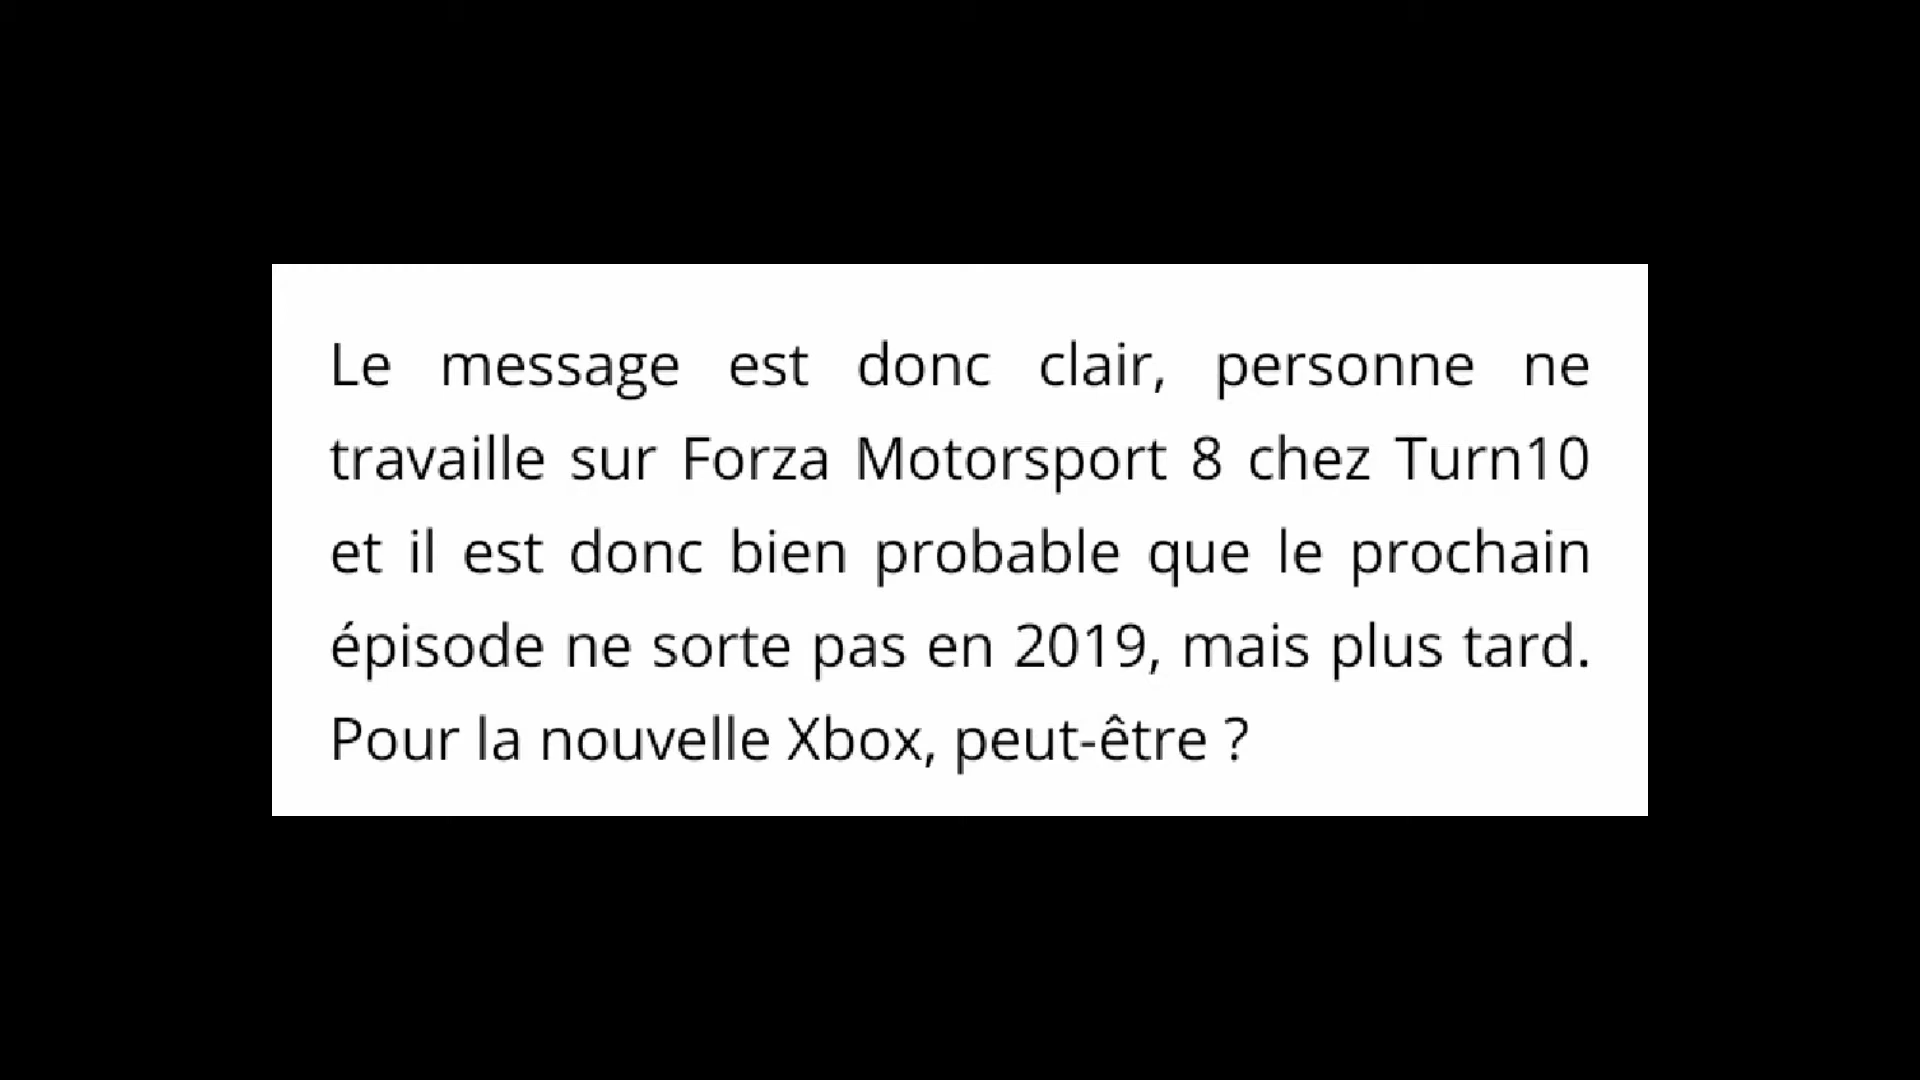 Le message est donc clair, personne ne
travaille sur Forza Motorsport 8 chez Turn10
et il est donc bien probable que le prochain
épisode ne sorte pas en 2019, mais plus tard.
Pour la nouvelle Xbox, peut-être ?